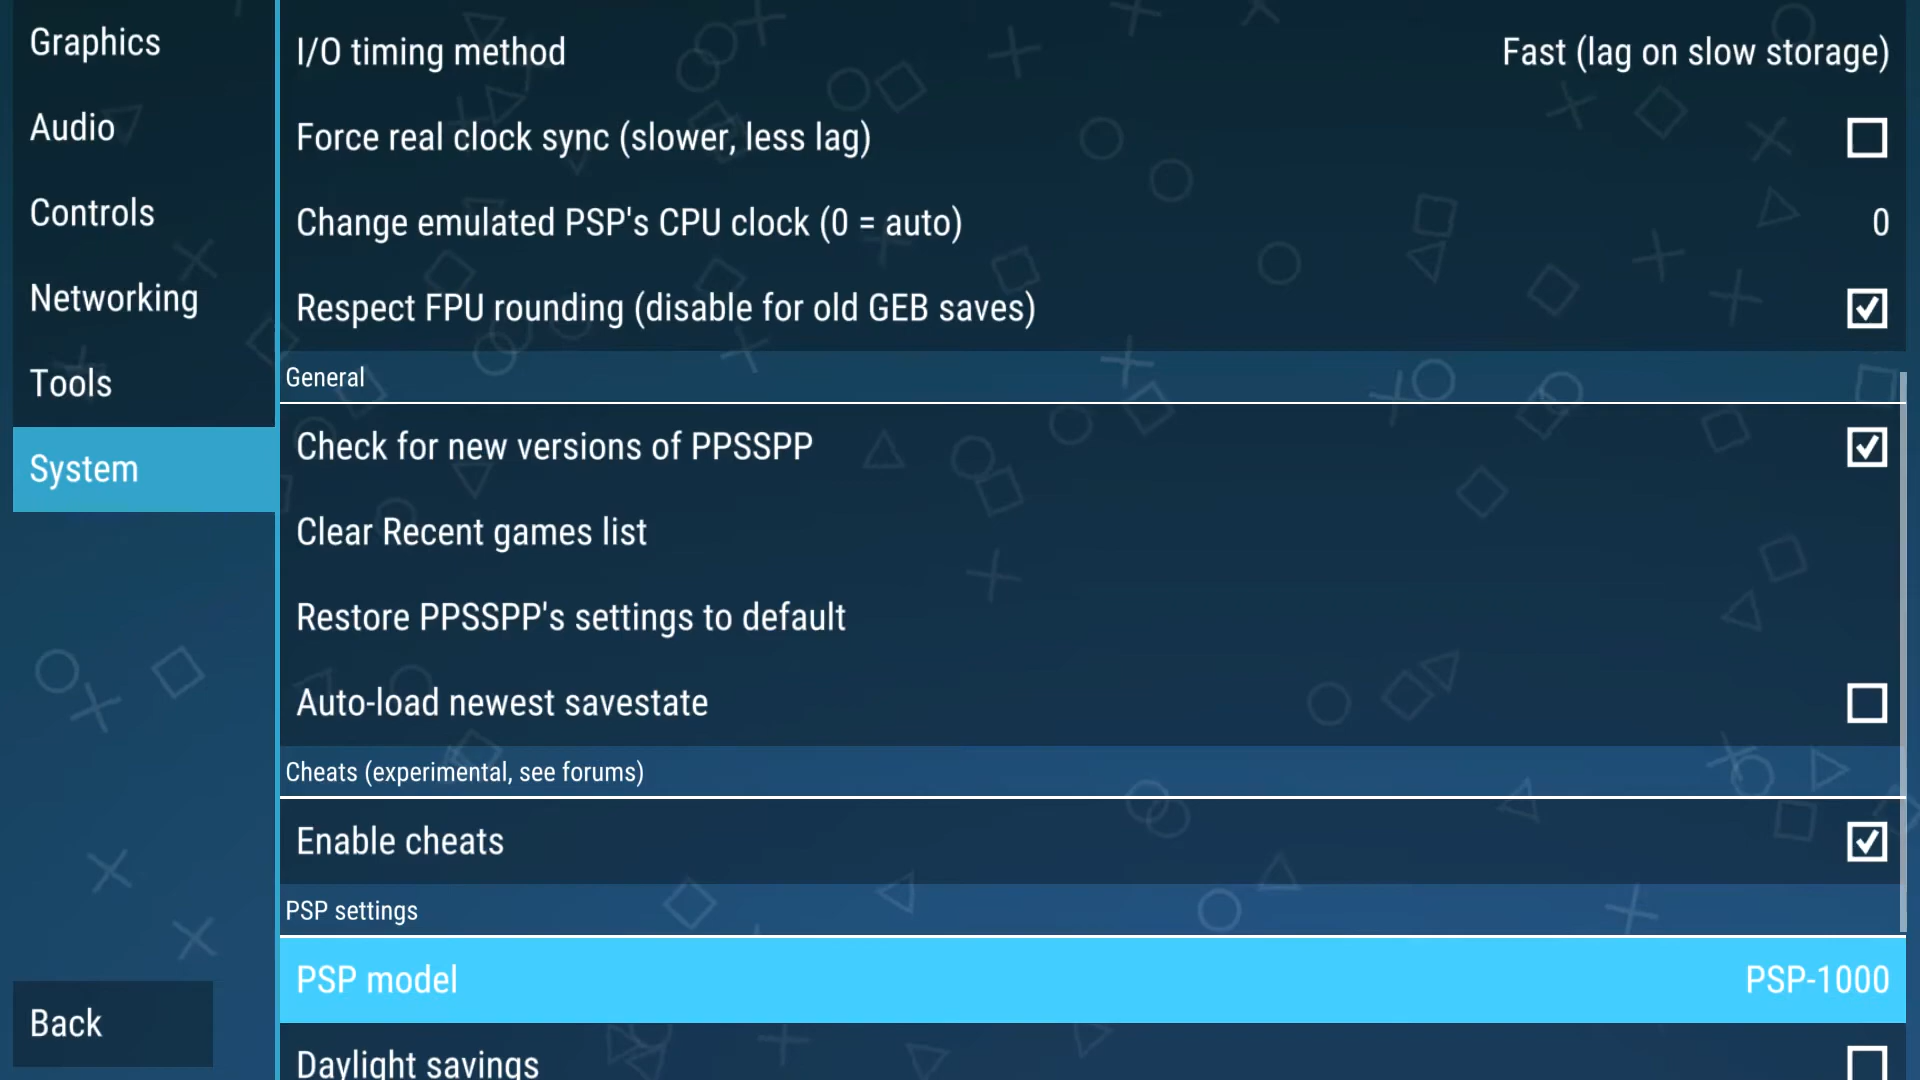 Graphics
Audio
Controls
Networking
Tools
System
Back
I/O timing method Fast (lag on slow storage)
Force real clock sync (slower, less lag)
Change emulated PSP's CPU clock (0 = auto) 0
Respect FPU rounding (disable for old GEB saves)
General
Check for new versions of PPSSPP
Clear Recent games list
Restore PPSSPP's settings to default
Auto-load newest savestate
Cheats (experimental, see forums)
Enable cheats
PSP settings
PSP model PSP-1000
Daylight savings